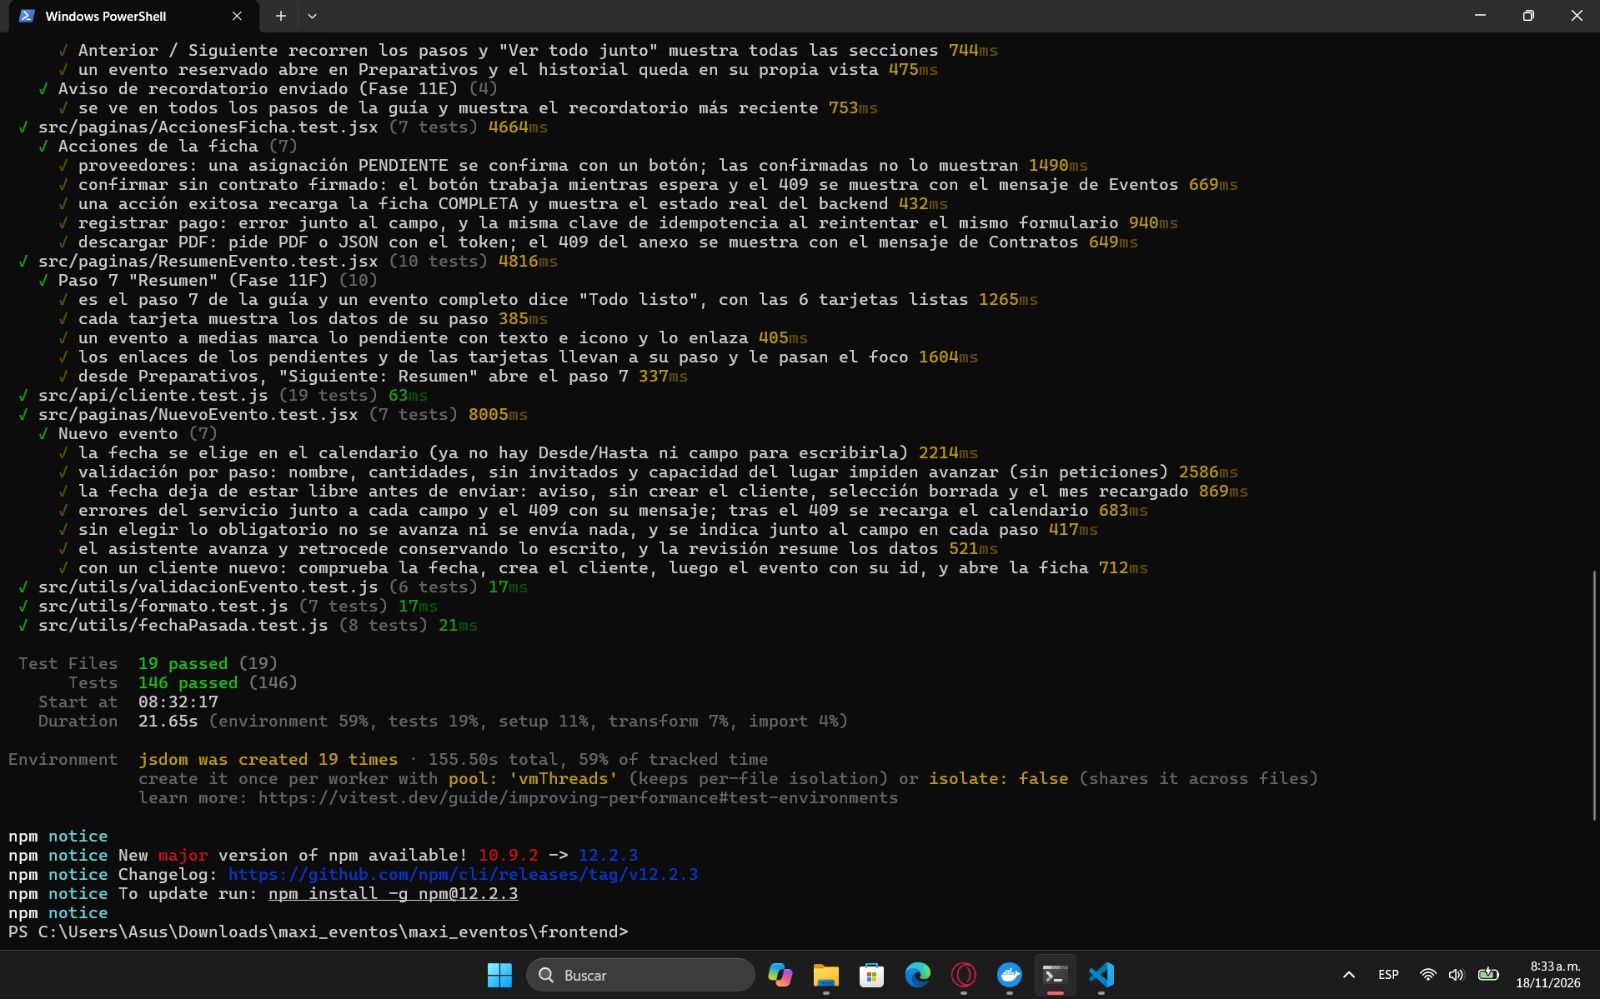 Windows PowerShell
√ Anterior / Siguiente recorren los pasos y "Ver todo junto" muestra todas las secciones 744ms
√ un evento reservado abre en Preparativos y el historial queda en su propia vista 475ms
√ Aviso de recordatorio enviado (Fase 11E) (4)
√ se ve en todos los pasos de la guía y muestra el recordatorio más reciente 753ms
√ src/paginas/AccionesFicha.test.jsx (7 tests) 4664ms
√ Acciones de la ficha (7)
√ proveedores: una asignación PENDIENTE se confirma con un botón; las confirmadas no lo muestran 1490ms
√ confirmar sin contrato firmado: el botón trabaja mientras espera y el 409 se muestra con el mensaje de Eventos 669ms
√ una acción exitosa recarga la ficha COMPLETA y muestra el estado real del backend 432ms
√ registrar pago: error junto al campo, y la misma clave de idempotencia al reintentar el mismo formulario 940ms
√ descargar PDF: pide PDF o JSON con el token; el 409 del anexo se muestra con el mensaje de Contratos 649ms
√ src/paginas/ResumenEvento.test.jsx (10 tests) 4816ms
√ Paso 7 "Resumen" (Fase 11F) (10)
√ es el paso 7 de la guía y un evento completo dice "Todo listo", con las 6 tarjetas listas 1265ms
√ cada tarjeta muestra los datos de su paso 385ms
√ un evento a medias marca lo pendiente con texto e icono y lo enlaza 405ms
√ los enlaces de los pendientes y de las tarjetas llevan a su paso y le pasan el foco 1604ms
√ desde Preparativos, "Siguiente: Resumen" abre el paso 7 337ms
√ src/api/cliente.test.js (19 tests) 63ms
√ src/paginas/NuevoEvento.test.jsx (7 tests) 8005ms
√ Nuevo evento (7)
√ la fecha se elige en el calendario (ya no hay Desde/Hasta ni campo para escribirla) 2214ms
√ validación por paso: nombre, cantidades, sin invitados y capacidad del lugar impiden avanzar (sin peticiones) 2586ms
√ la fecha deja de estar libre antes de enviar: aviso, sin crear el cliente, selección borrada y el mes recargado 869ms
√ errores del servicio junto a cada campo y el 409 con su mensaje; tras el 409 se recarga el calendario 683ms
√ sin elegir lo obligatorio no se avanza ni se envía nada, y se indica junto al campo en cada paso 417ms
√ el asistente avanza y retrocede conservando lo escrito, y la revisión resume los datos 521ms
√ con un cliente nuevo: comprueba la fecha, crea el cliente, luego el evento con su id, y abre la ficha 712ms
√ src/utils/validacionEvento.test.js (6 tests) 17ms
√ src/utils/formato.test.js (7 tests) 17ms
√ src/utils/fechaPasada.test.js (8 tests) 21ms
Test Files 19 passed (19)
Tests 146 passed (146)
Start at 08:32:17
Duration 21.65s (environment 59%, tests 19%, setup 11%, transform 7%, import 4%)
Environment jsdom was created 19 times · 155.50s total, 59% of tracked time
create it once per worker with pool: 'vmThreads' (keeps per-file isolation) or isolate: false (shares it across files)
learn more: https://vitest.dev/guide/improving-performance#test-environments
npm notice
npm notice New major version of npm available! 10.9.2 -> 12.2.3
npm notice Changelog: https://github.com/npm/cli/releases/tag/v12.2.3
npm notice To update run: npm install -g npm@12.2.3
npm notice
PS C:\Users\Asus\Downloads\maxi_eventos\maxi_eventos\frontend>
Buscar
ESP
8:33 a. m.
18/11/2026